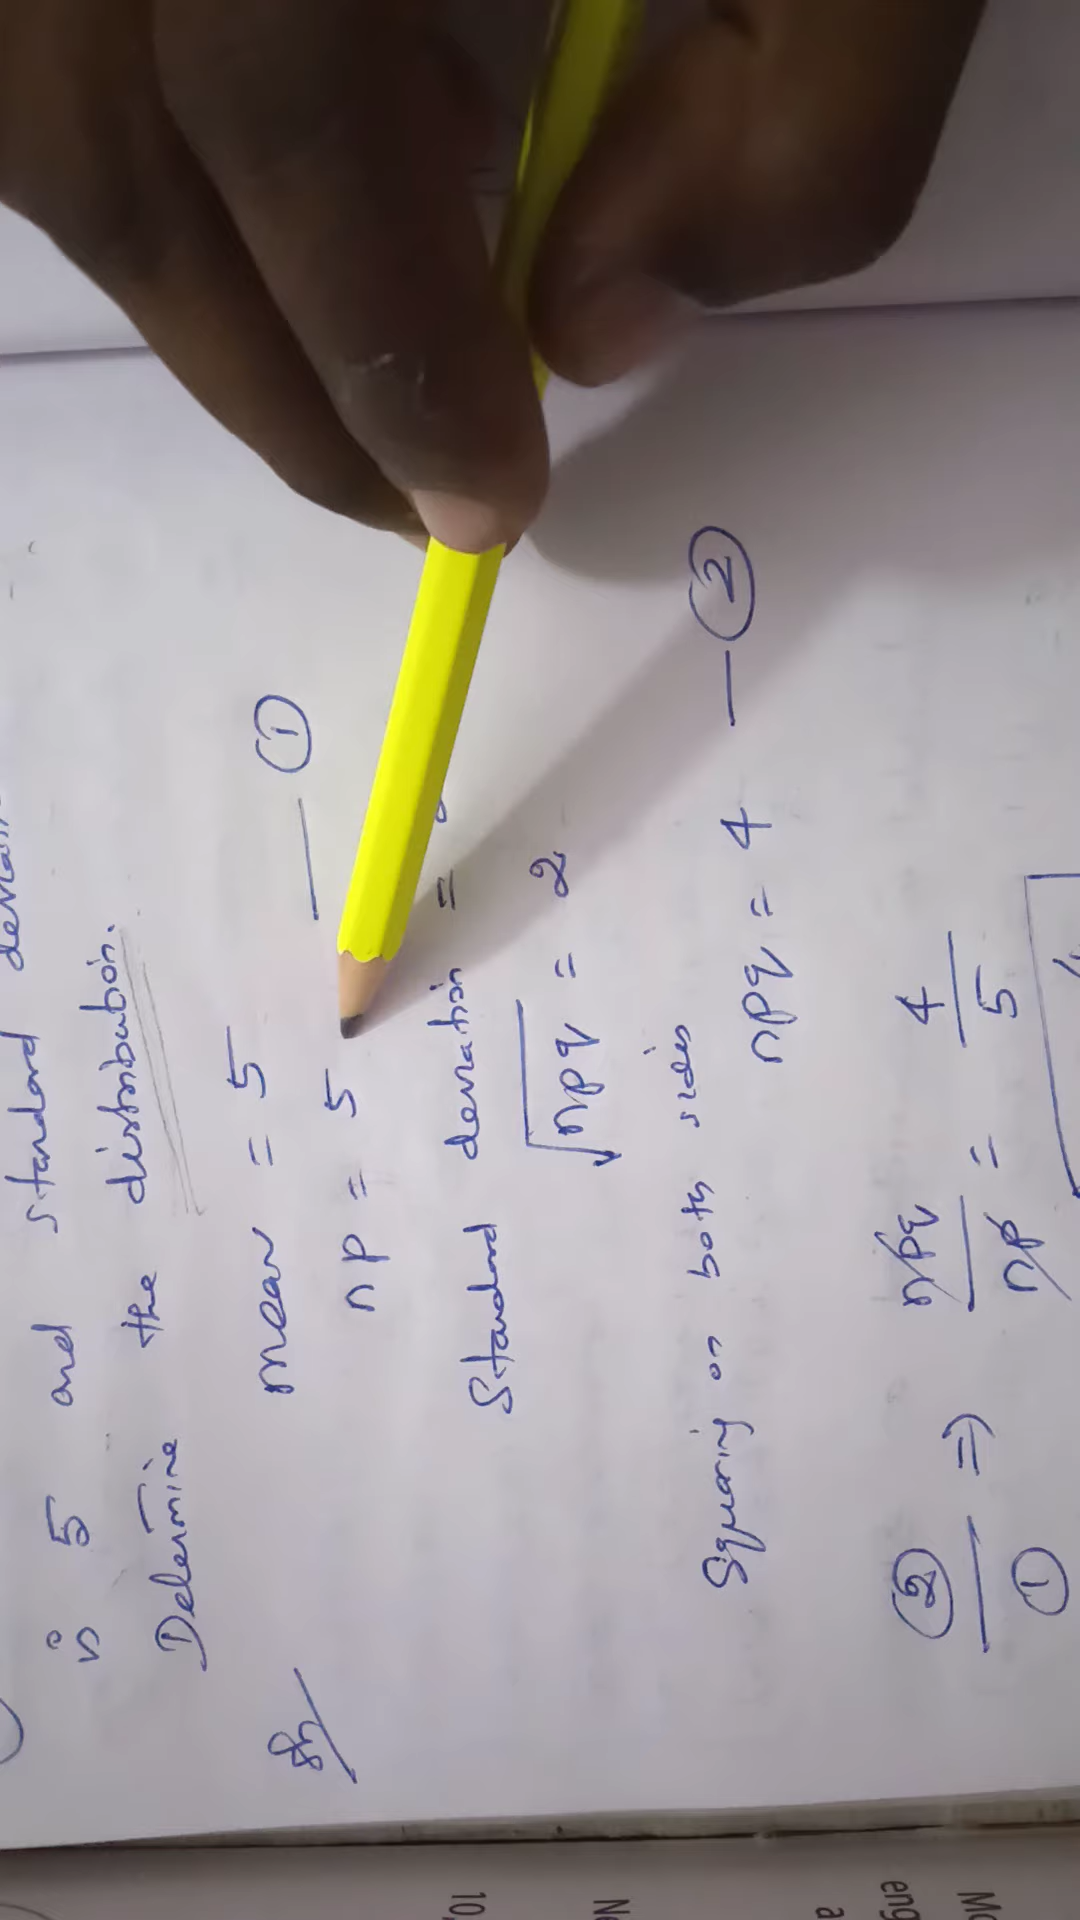 standard
is 5 and
Determine the distribution.
Sol
mean = 5
np = 5 — ①
Standard deviation =
√npq = 2
Squaring on both sides
npq = 4 — ②
②/① ⇒ npq/np = 4/5
10,